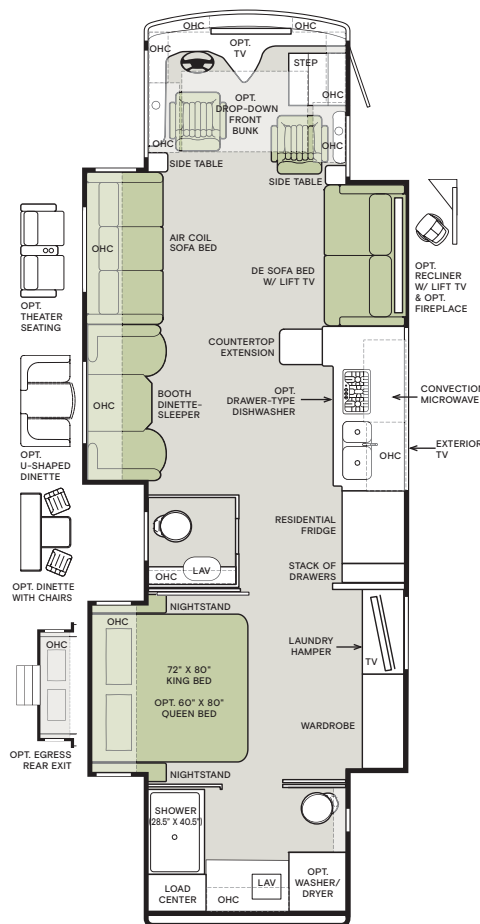 OHC
OHC
OPT.
TV
OHC
STEP
OPT.
DROP-DOWN
FRONT
BUNK
OHC
OHC
OHC
SIDE TABLE
SIDE TABLE
OHC
AIR COIL
SOFA BED
DE SOFA BED
W/ LIFT TV
OPT.
THEATER
SEATING
OPT.
RECLINER
W/ LIFT TV
& OPT.
FIREPLACE
COUNTERTOP
EXTENSION
OPT.
DRAWER-TYPE
DISHWASHER
CONVECTION
MICROWAVE
OHC
BOOTH
DINETTE-
SLEEPER
OPT.
U-SHAPED
DINETTE
OHC
EXTERIOR
TV
RESIDENTIAL
FRIDGE
OHC
LAV
STACK OF
DRAWERS
OPT. DINETTE
WITH CHAIRS
NIGHTSTAND
OHC
OHC
LAUNDRY
HAMPER
TV
72" X 80"
KING BED
OPT. 60" X 80"
QUEEN BED
WARDROBE
OPT. EGRESS
REAR EXIT
NIGHTSTAND
SHOWER
(28.5" X 40.5")
LOAD
CENTER
OHC
LAV
OPT.
WASHER/
DRYER